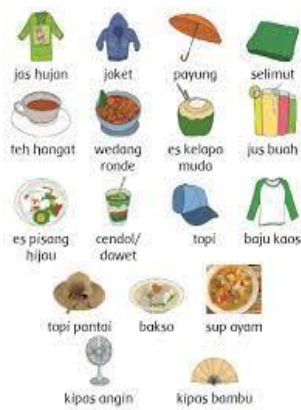 jas hujan jaket payung selimut
teh hangat wedang ronde es kelapa muda jus buah
es pisang hijau cendol/ dawet topi baju kaos
topi pantai bakso sup ayam
kipas angin kipas bambu